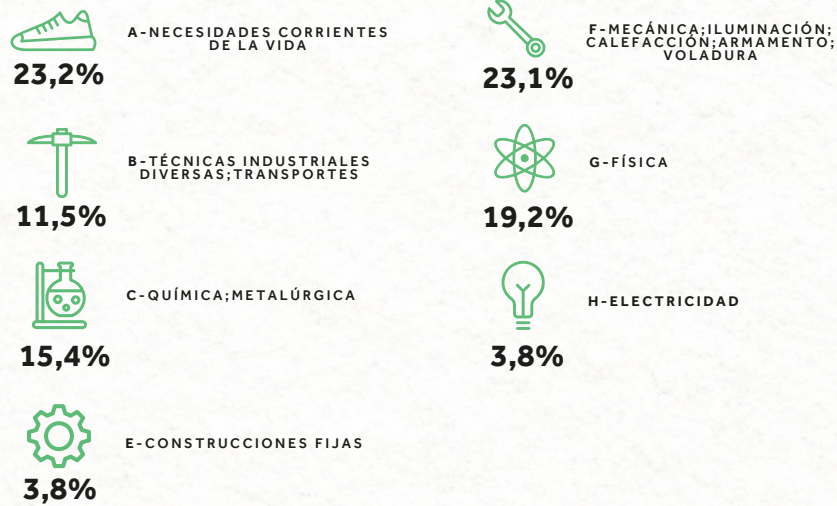 A-NECESIDADES CORRIENTES
DE LA VIDA
23,2%
B-TÉCNICAS INDUSTRIALES
DIVERSAS;TRANSPORTES
11,5%
C-QUÍMICA;METALÚRGICA
15,4%
E-CONSTRUCCIONES FIJAS
3,8%
F-MECÁNICA;ILUMINACIÓN;
CALEFACCIÓN;ARMAMENTO;
VOLADURA
23,1%
G-FÍSICA
19,2%
H-ELECTRICIDAD
3,8%